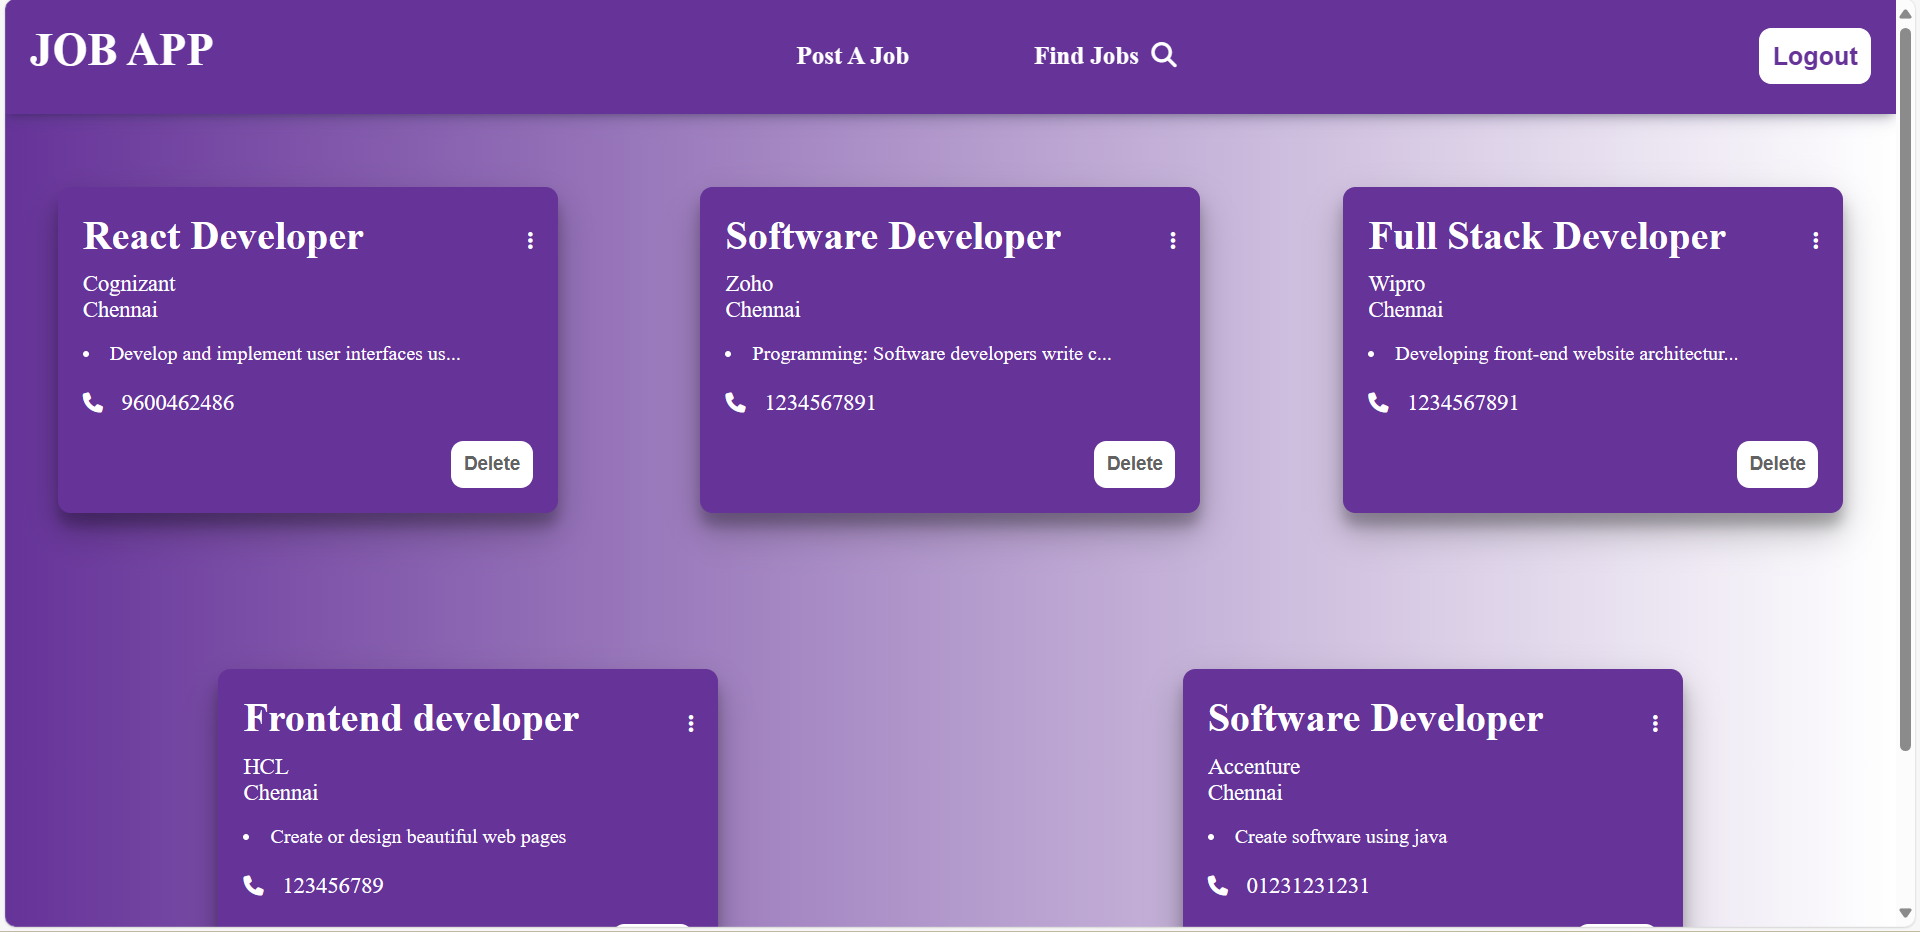 JOB APP
Post A Job
Find Jobs
Logout
React Developer
Cognizant
Chennai
• Develop and implement user interfaces us...
9600462486
Delete
Software Developer
Zoho
Chennai
• Programming: Software developers write c...
1234567891
Delete
Full Stack Developer
Wipro
Chennai
• Developing front-end website architectur...
1234567891
Delete
Frontend developer
HCL
Chennai
• Create or design beautiful web pages
123456789
Software Developer
Accenture
Chennai
• Create software using java
01231231231